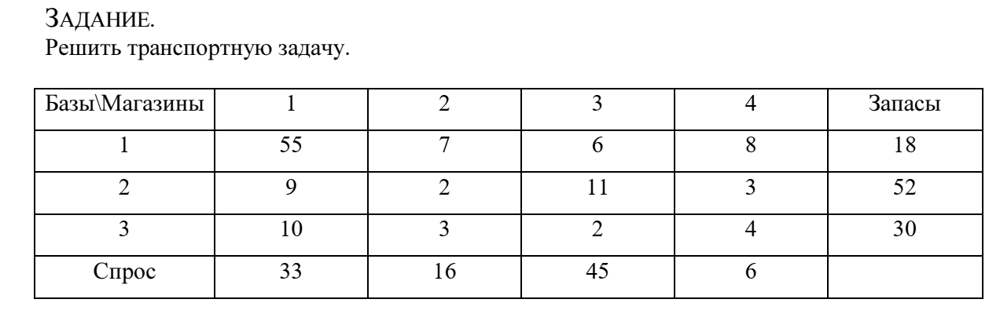 ЗАДАНИЕ.
Решить транспортную задачу.
Базы\Магазины 1 2 3 4 Запасы
1 55 7 6 8 18
2 9 2 11 3 52
3 10 3 2 4 30
Спрос 33 16 45 6